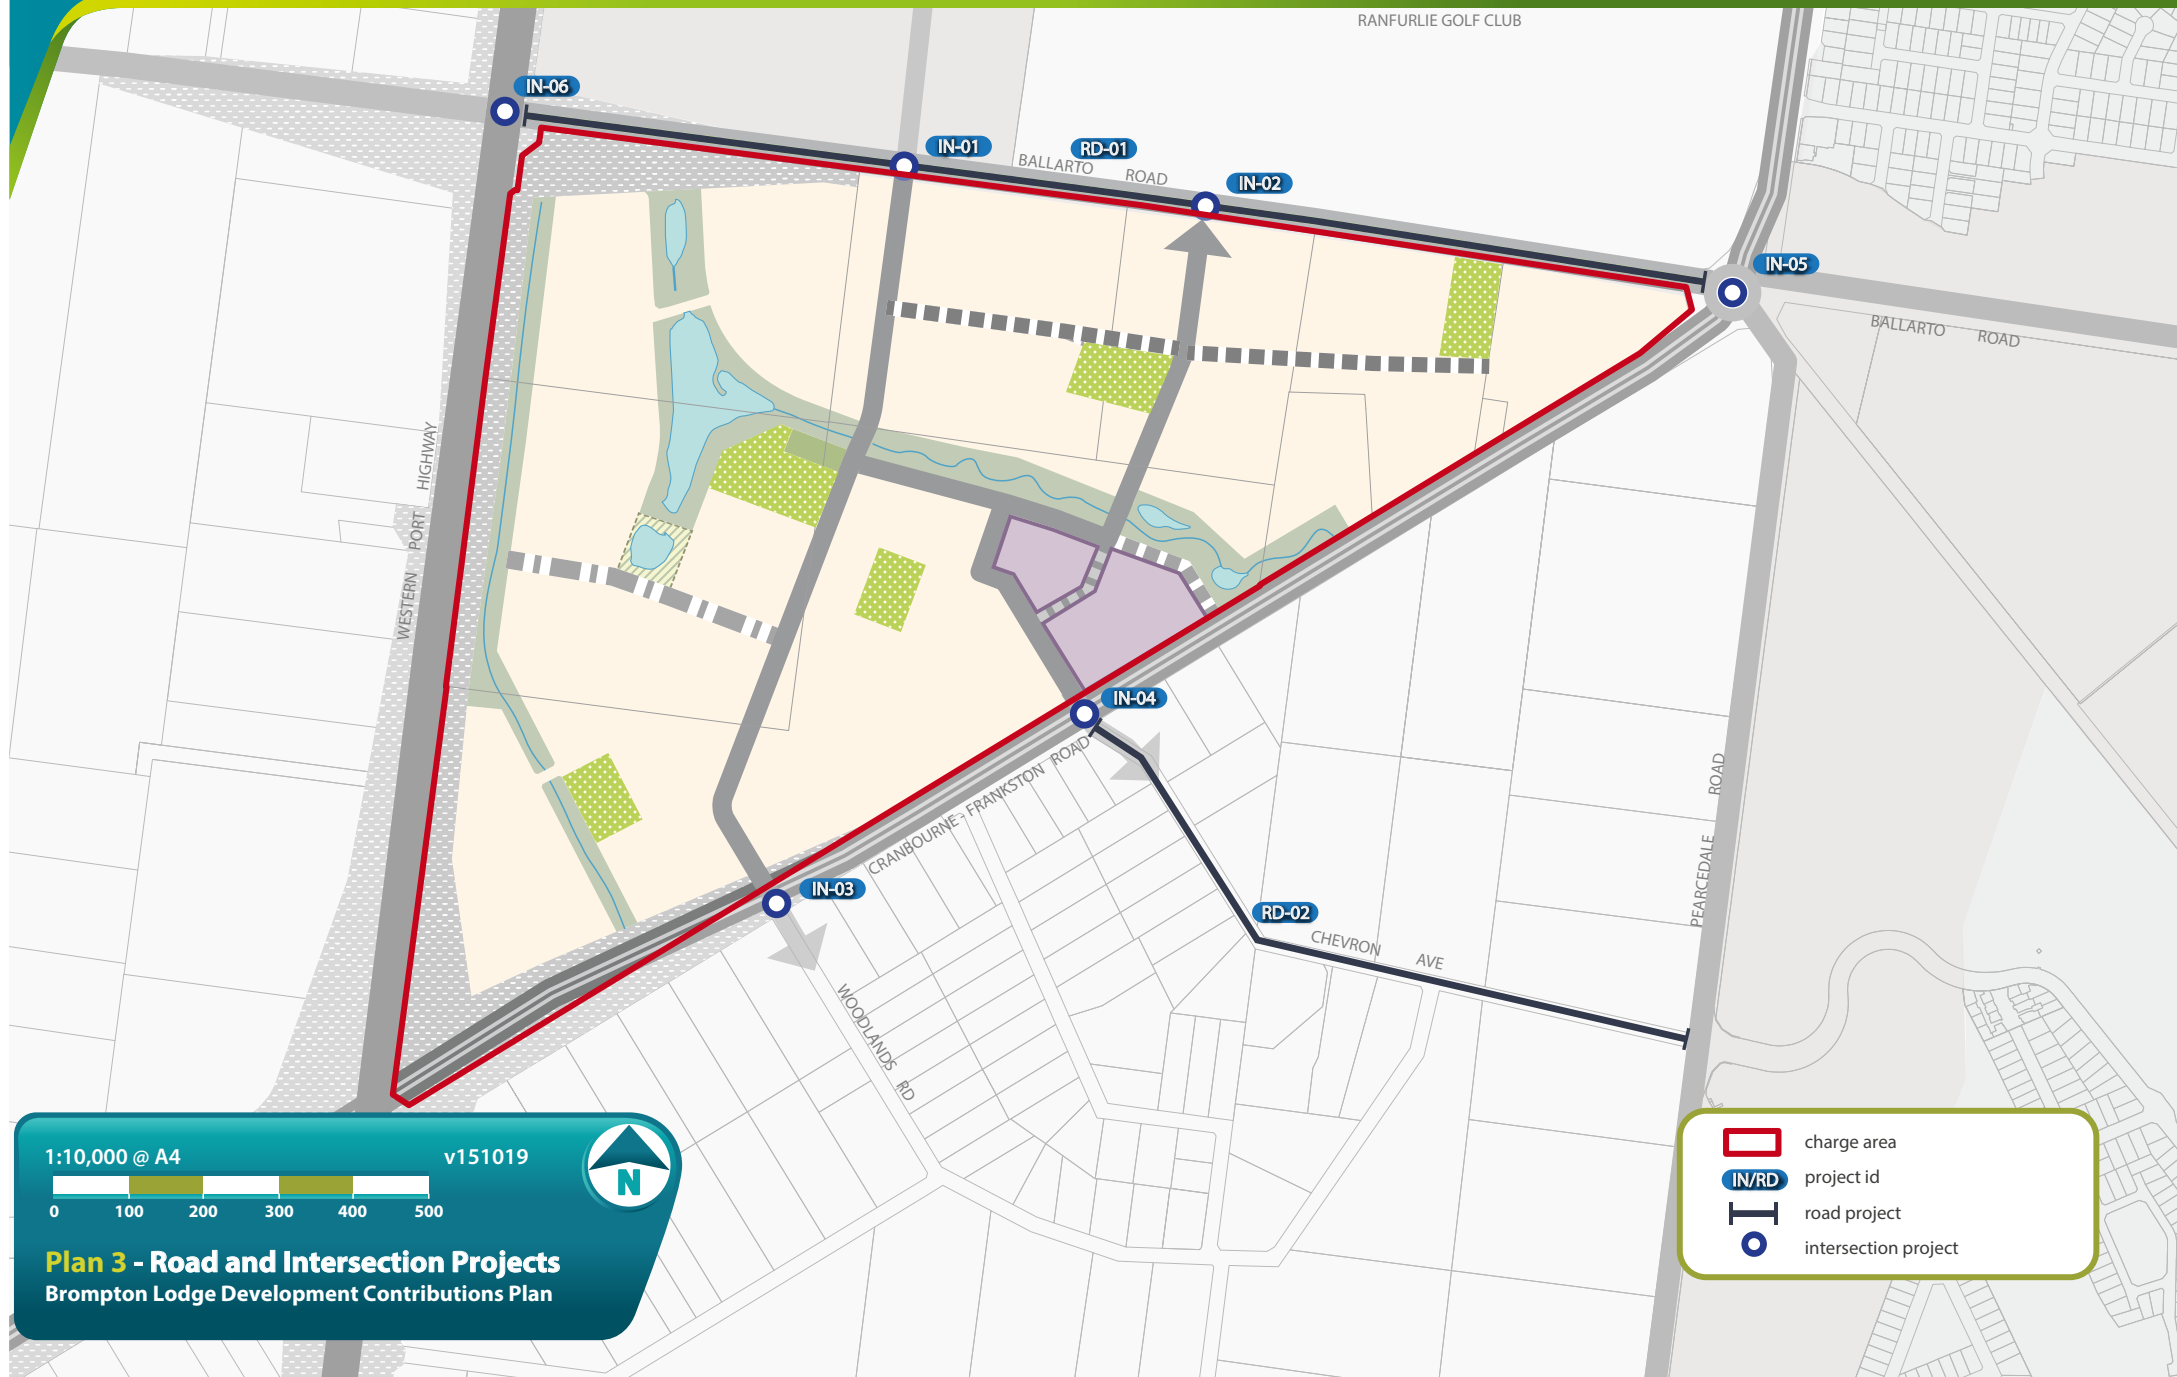 RANFURLIE GOLF CLUB
IN-06
IN-01
RD-01
BALLARTO ROAD
IN-02
IN-05
BALLARTO ROAD
WESTERN PORT HIGHWAY
IN-04
CRANBOURNE - FRANKSTON ROAD
PEARCEDALE ROAD
IN-03
RD-02
CHEVRON AVE
WOODLANDS RD
1:10,000 @ A4 v151019
N
0 100 200 300 400 500
Plan 3 - Road and Intersection Projects
Brompton Lodge Development Contributions Plan
charge area
IN/RD project id
road project
intersection project